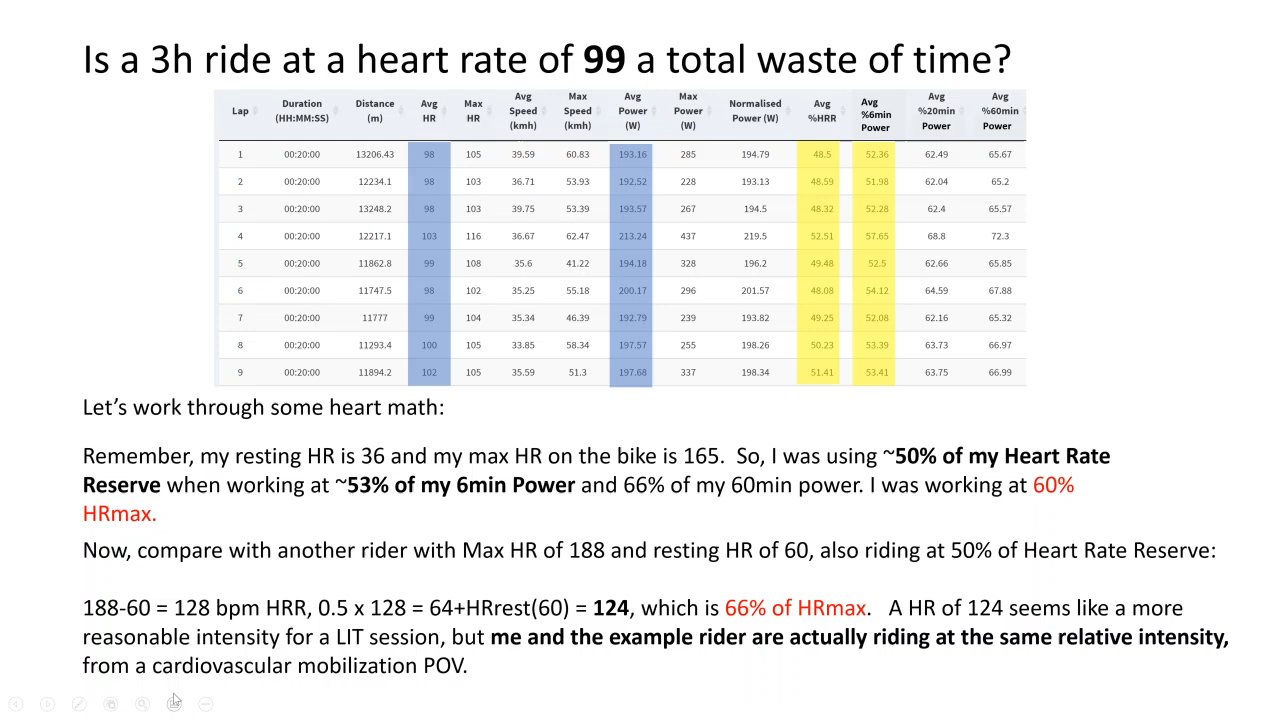 Is a 3h ride at a heart rate of 99 a total waste of time?
Lap Duration (HH:MM:SS) Distance (m) Avg HR Max HR Avg Speed (kmh) Max Speed (kmh) Avg Power (W) Max Power (W) Normalised Power (W) Avg %HRR Avg %6min Power Avg %20min Power Avg %60min Power
1 00:20:00 13206.43 98 105 39.59 60.83 193.16 285 194.79 48.5 52.36 62.49 65.67
2 00:20:00 12234.1 98 103 36.71 53.93 192.52 228 193.13 48.59 51.98 62.04 65.2
3 00:20:00 13248.2 98 103 39.75 53.39 193.57 267 194.5 48.32 52.28 62.4 65.57
4 00:20:00 12217.1 103 116 36.67 62.47 213.24 437 219.5 52.51 57.65 68.8 72.3
5 00:20:00 11862.8 99 108 35.6 41.22 194.18 328 196.2 49.48 52.5 62.66 65.85
6 00:20:00 11747.5 98 102 35.25 55.18 200.17 296 201.57 48.08 54.12 64.59 67.88
7 00:20:00 11777 99 104 35.34 46.39 192.79 239 193.82 49.25 52.08 62.16 65.32
8 00:20:00 11293.4 100 105 33.85 58.34 197.57 255 198.26 50.23 53.39 63.73 66.97
9 00:20:00 11894.2 102 105 35.59 51.3 197.68 337 198.34 51.41 53.41 63.75 66.99
Let's work through some heart math:
Remember, my resting HR is 36 and my max HR on the bike is 165. So, I was using ~50% of my Heart Rate
Reserve when working at ~53% of my 6min Power and 66% of my 60min power. I was working at 60%
HRmax.
Now, compare with another rider with Max HR of 188 and resting HR of 60, also riding at 50% of Heart Rate Reserve:
188-60 = 128 bpm HRR, 0.5 x 128 = 64+HRrest(60) = 124, which is 66% of HRmax. A HR of 124 seems like a more
reasonable intensity for a LIT session, but me and the example rider are actually riding at the same relative intensity,
from a cardiovascular mobilization POV.